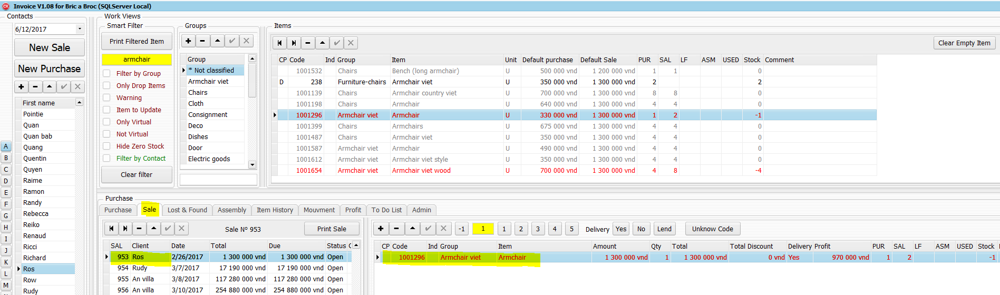 Invoice V1.08 for Bric a Broc (SQLServer Local)
Contacts
6/12/2017
New Sale
New Purchase
First name
Pointie
Quan
Quan bab
Quang
Quentin
Quyen
Raime
Ramon
Randy
Rebecca
Reiko
Renaud
Ricci
Richard
Ros
Row
Rudy
A
B
C
D
E
F
G
H
I
J
K
L
M
Work Views
Smart Filter
Print Filtered Item
armchair
Filter by Group
Only Drop Items
Warning
Item to Update
Only Virtual
Not Virtual
Hide Zero Stock
Filter by Contact
Clear filter
Groups
Group
* Not classified
Armchair viet
Chairs
Cloth
Consignment
Deco
Dishes
Door
Electric goods
Items
Clear Empty Item
CP Code Ind Group Item Unit Default purchase Default Sale PUR SAL LF ASM USED Stock Comment
1001532 Chairs Bench (long armchair) U 500 000 vnd 1 200 000 vnd 1 1 0
D 238 Furniture-chairs Armchair viet U 350 000 vnd 1 300 000 vnd 2 2
1001139 Chairs Armchair country viet U 700 000 vnd 1 300 000 vnd 8 8 0
1001198 Chairs Armchair U 640 000 vnd 1 300 000 vnd 4 4 0
1001296 Armchair viet Armchair U 330 000 vnd 1 300 000 vnd 1 2 -1
1001399 Chairs Armchairs U 675 000 vnd 1 300 000 vnd 4 4 0
1001487 Chairs Armchair viet U 350 000 vnd 1 300 000 vnd 4 4 0
1001587 Armchair viet Armchair U 490 000 vnd 1 300 000 vnd 4 4 0
1001612 Armchair viet Armchair viet style U 350 000 vnd 1 300 000 vnd 4 4 0
1001654 Armchair viet Armchair viet wood U 700 000 vnd 1 300 000 vnd 4 8 -4
Purchase
Purchase Sale Lost & Found Assembly Item History Mouvment Profit To Do List Admin
Sale Nº 953
Print Sale
SAL Client Date Total Due Status
953 Ros 2/26/2017 1 300 000 vnd 1 300 000 vnd Open
954 Rudy 3/7/2017 17 190 000 vnd 17 190 000 vnd Open
955 An villa 3/8/2017 117 280 000 vnd 117 280 000 vnd Open
956 An villa 3/10/2017 254 880 000 vnd 254 880 000 vnd Open
-1 1 1 2 3 4 5 Delivery Yes No Lend Unknow Code
CP Code Ind Group Item Amount Qty Total Total Discount Delivery Profit PUR SAL LF ASM USED Stock
1001296 Armchair viet Armchair 1 300 000 vnd 1 1 300 000 vnd 0 vnd Yes 970 000 vnd 1 2 -1